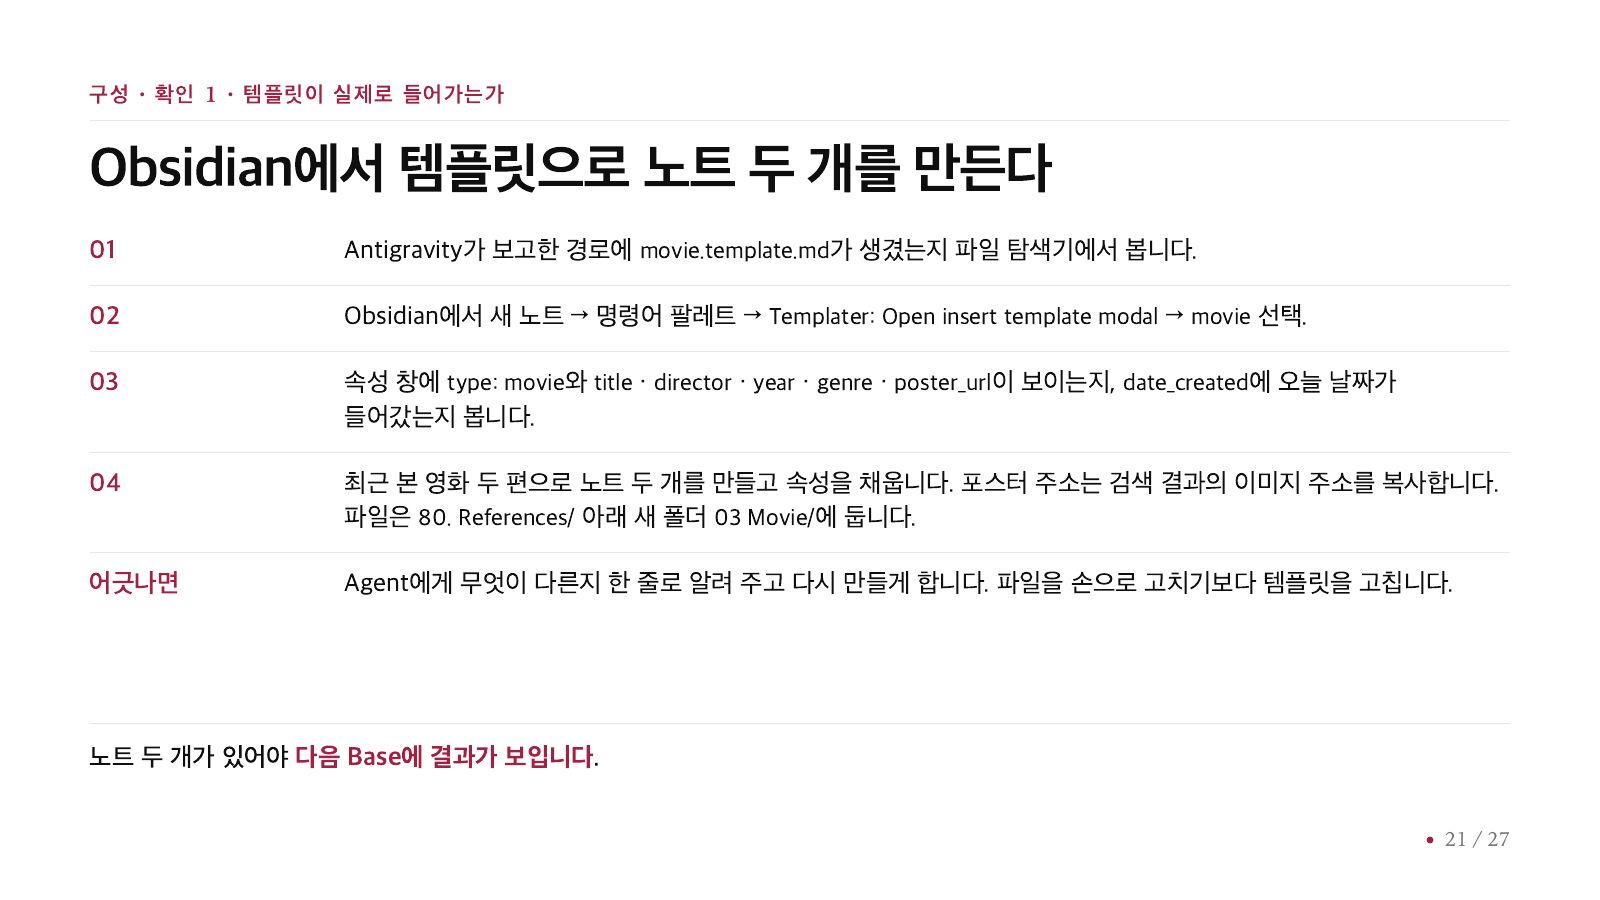 구성 · 확인 1 · 템플릿이 실제로 들어가는가
Obsidian에서 템플릿으로 노트 두 개를 만든다
01
Antigravity가 보고한 경로에 movie.template.md가 생겼는지 파일 탐색기에서 봅니다.
02
Obsidian에서 새 노트 → 명령어 팔레트 → Templater: Open insert template modal → movie 선택.
03
속성 창에 type: movie와 title · director · year · genre · poster_url이 보이는지, date_created에 오늘 날짜가
들어갔는지 봅니다.
04
최근 본 영화 두 편으로 노트 두 개를 만들고 속성을 채웁니다. 포스터 주소는 검색 결과의 이미지 주소를 복사합니다.
파일은 80. References/ 아래 새 폴더 03 Movie/에 둡니다.
어긋나면
Agent에게 무엇이 다른지 한 줄로 알려 주고 다시 만들게 합니다. 파일을 손으로 고치기보다 템플릿을 고칩니다.
노트 두 개가 있어야 다음 Base에 결과가 보입니다.
• 21 / 27